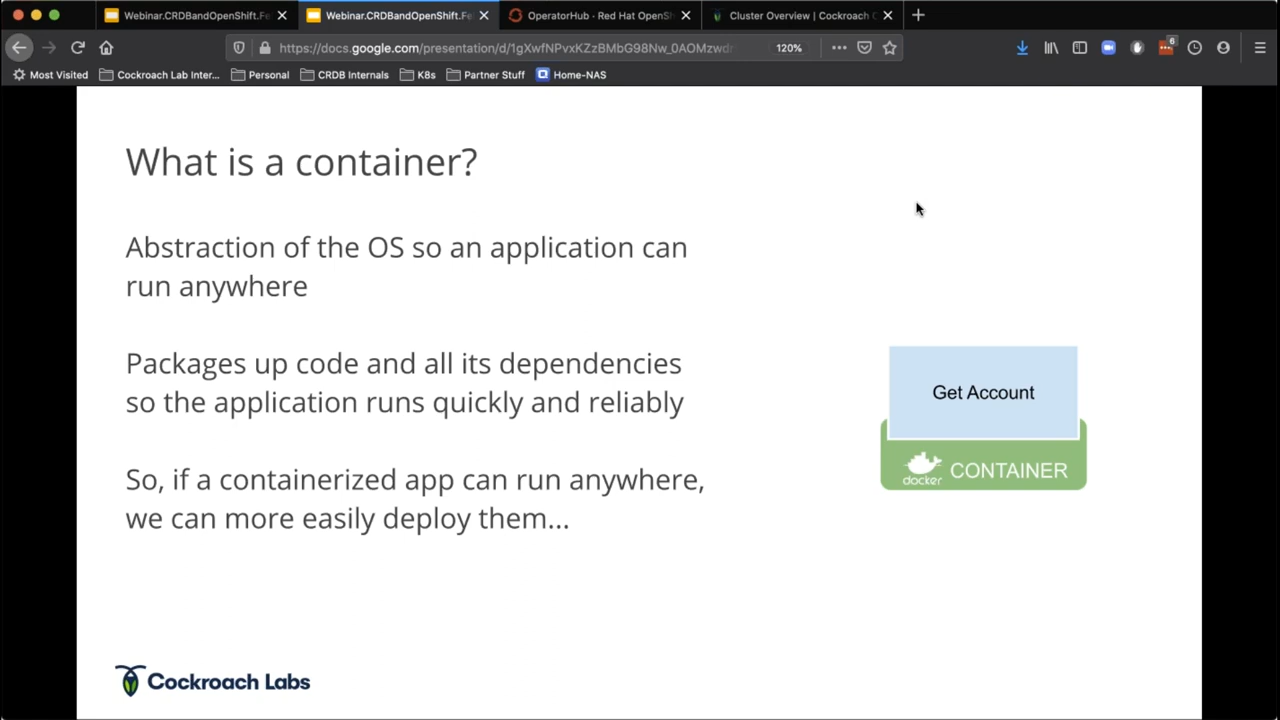 Webinar.CRDBandOpenShift.Fe
Webinar.CRDBandOpenShift.Fe
OperatorHub · Red Hat OpenSh
Cluster Overview | Cockroach C
https://docs.google.com/presentation/d/1gXwfNPvxKZzBMbG98Nw_0AOMzwdr
120%
6
Most Visited
Cockroach Lab Inter...
Personal
CRDB Internals
K8s
Partner Stuff
Home-NAS
What is a container?
Abstraction of the OS so an application can
run anywhere
Packages up code and all its dependencies
so the application runs quickly and reliably
So, if a containerized app can run anywhere,
we can more easily deploy them...
Get Account
docker CONTAINER
Cockroach Labs